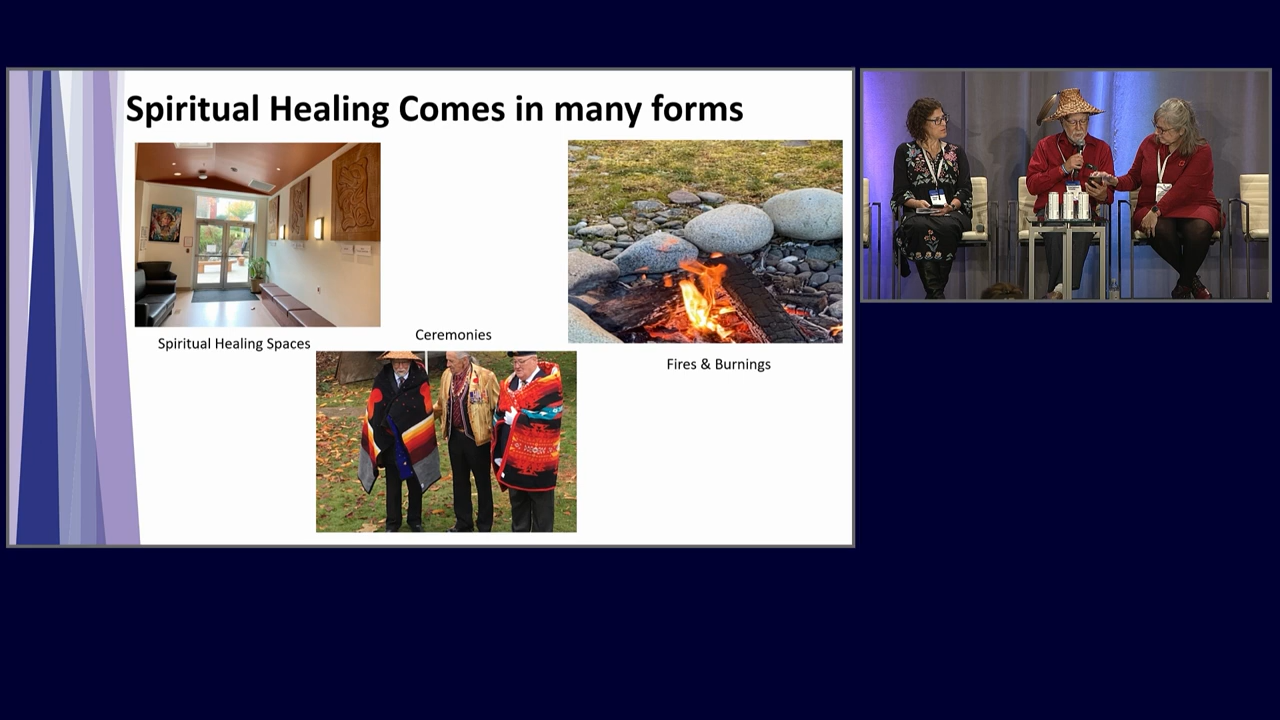 Spiritual Healing Comes in many forms
Spiritual Healing Spaces
Ceremonies
Fires & Burnings